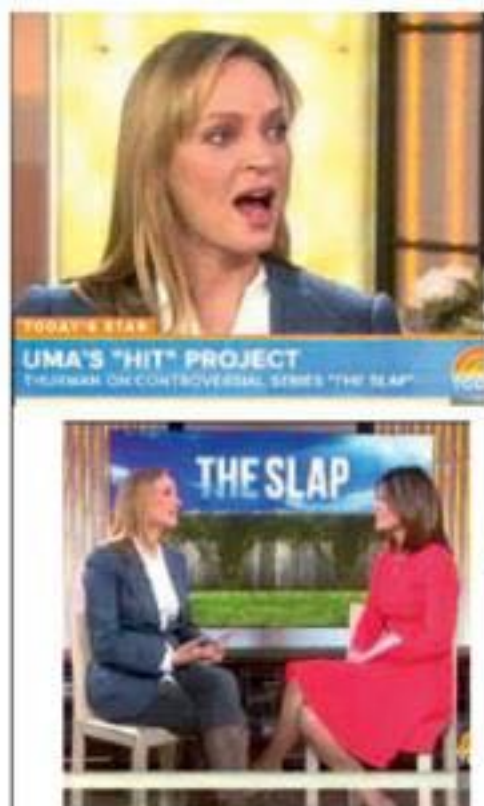 TODAY'S STAR
UMA'S "HIT" PROJECT
THURMAN ON CONTROVERSIAL SERIES "THE SLAP"
THE SLAP